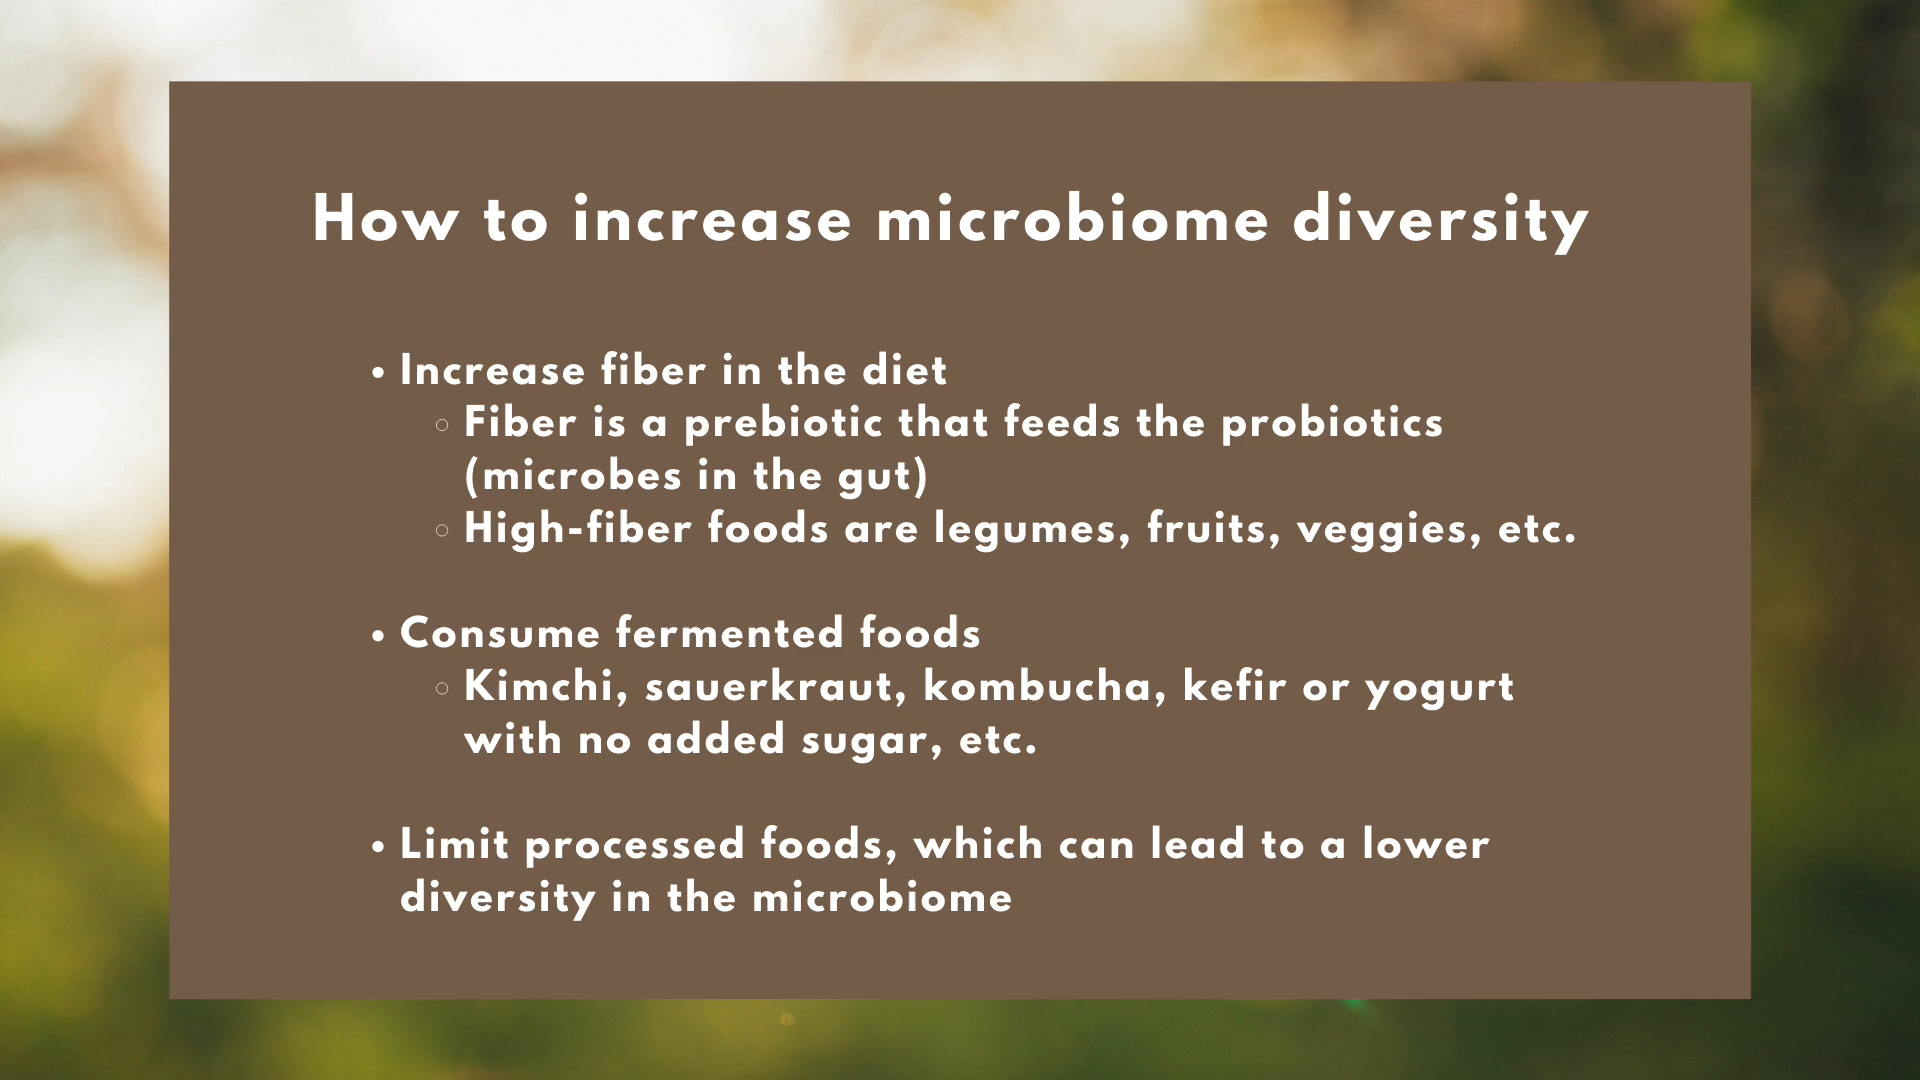 How to increase microbiome diversity
• Increase fiber in the diet
◦ Fiber is a prebiotic that feeds the probiotics
(microbes in the gut)
◦ High-fiber foods are legumes, fruits, veggies, etc.
• Consume fermented foods
◦ Kimchi, sauerkraut, kombucha, kefir or yogurt
with no added sugar, etc.
• Limit processed foods, which can lead to a lower
diversity in the microbiome